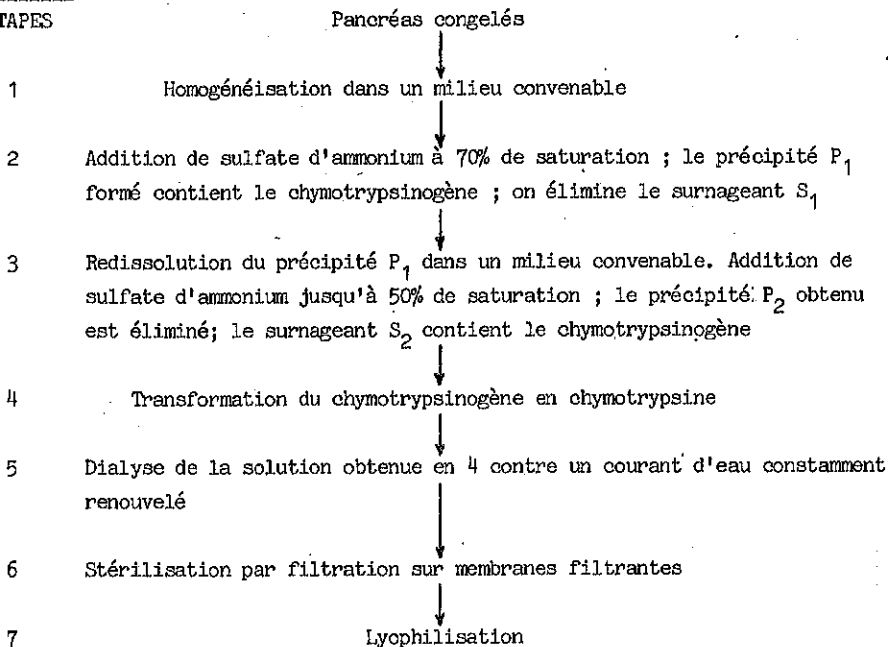 TAPES Pancréas congelés
1 Homogénéisation dans un milieu convenable
2 Addition de sulfate d'ammonium à 70% de saturation ; le précipité P1
formé contient le chymotrypsinogène ; on élimine le surnageant S1
3 Redissolution du précipité P1 dans un milieu convenable. Addition de
sulfate d'ammonium jusqu'à 50% de saturation ; le précipité P2 obtenu
est éliminé; le surnageant S2 contient le chymotrypsinogène
4 Transformation du chymotrypsinogène en chymotrypsine
5 Dialyse de la solution obtenue en 4 contre un courant d'eau constamment
renouvelé
6 Stérilisation par filtration sur membranes filtrantes
7 Lyophilisation